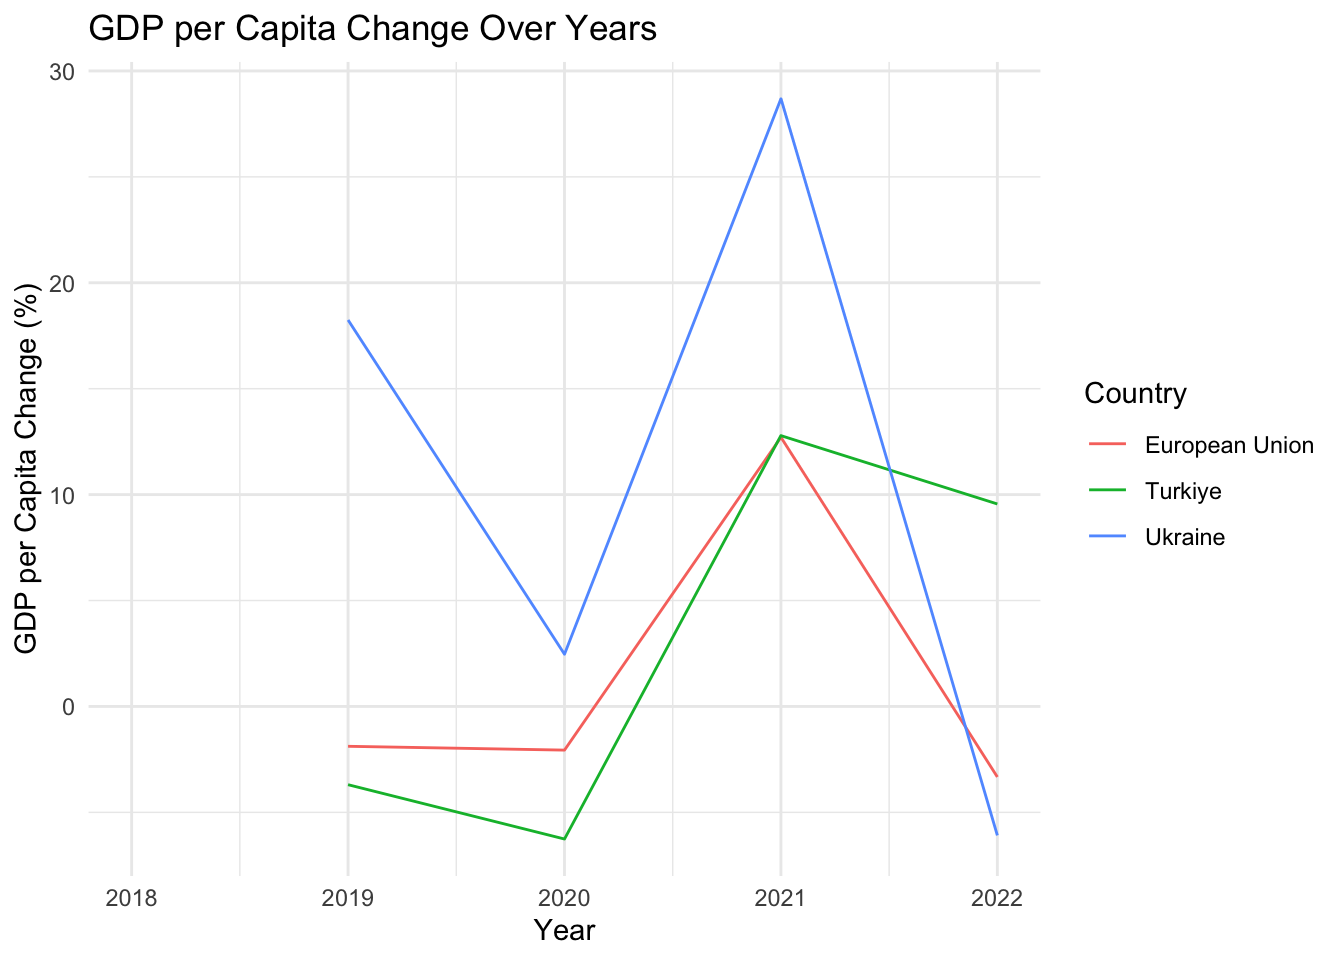 GDP per Capita Change Over Years
GDP per Capita Change (%)
30
20
10
0
2018
2019
2020
2021
2022
Year
Country
European Union
Turkiye
Ukraine